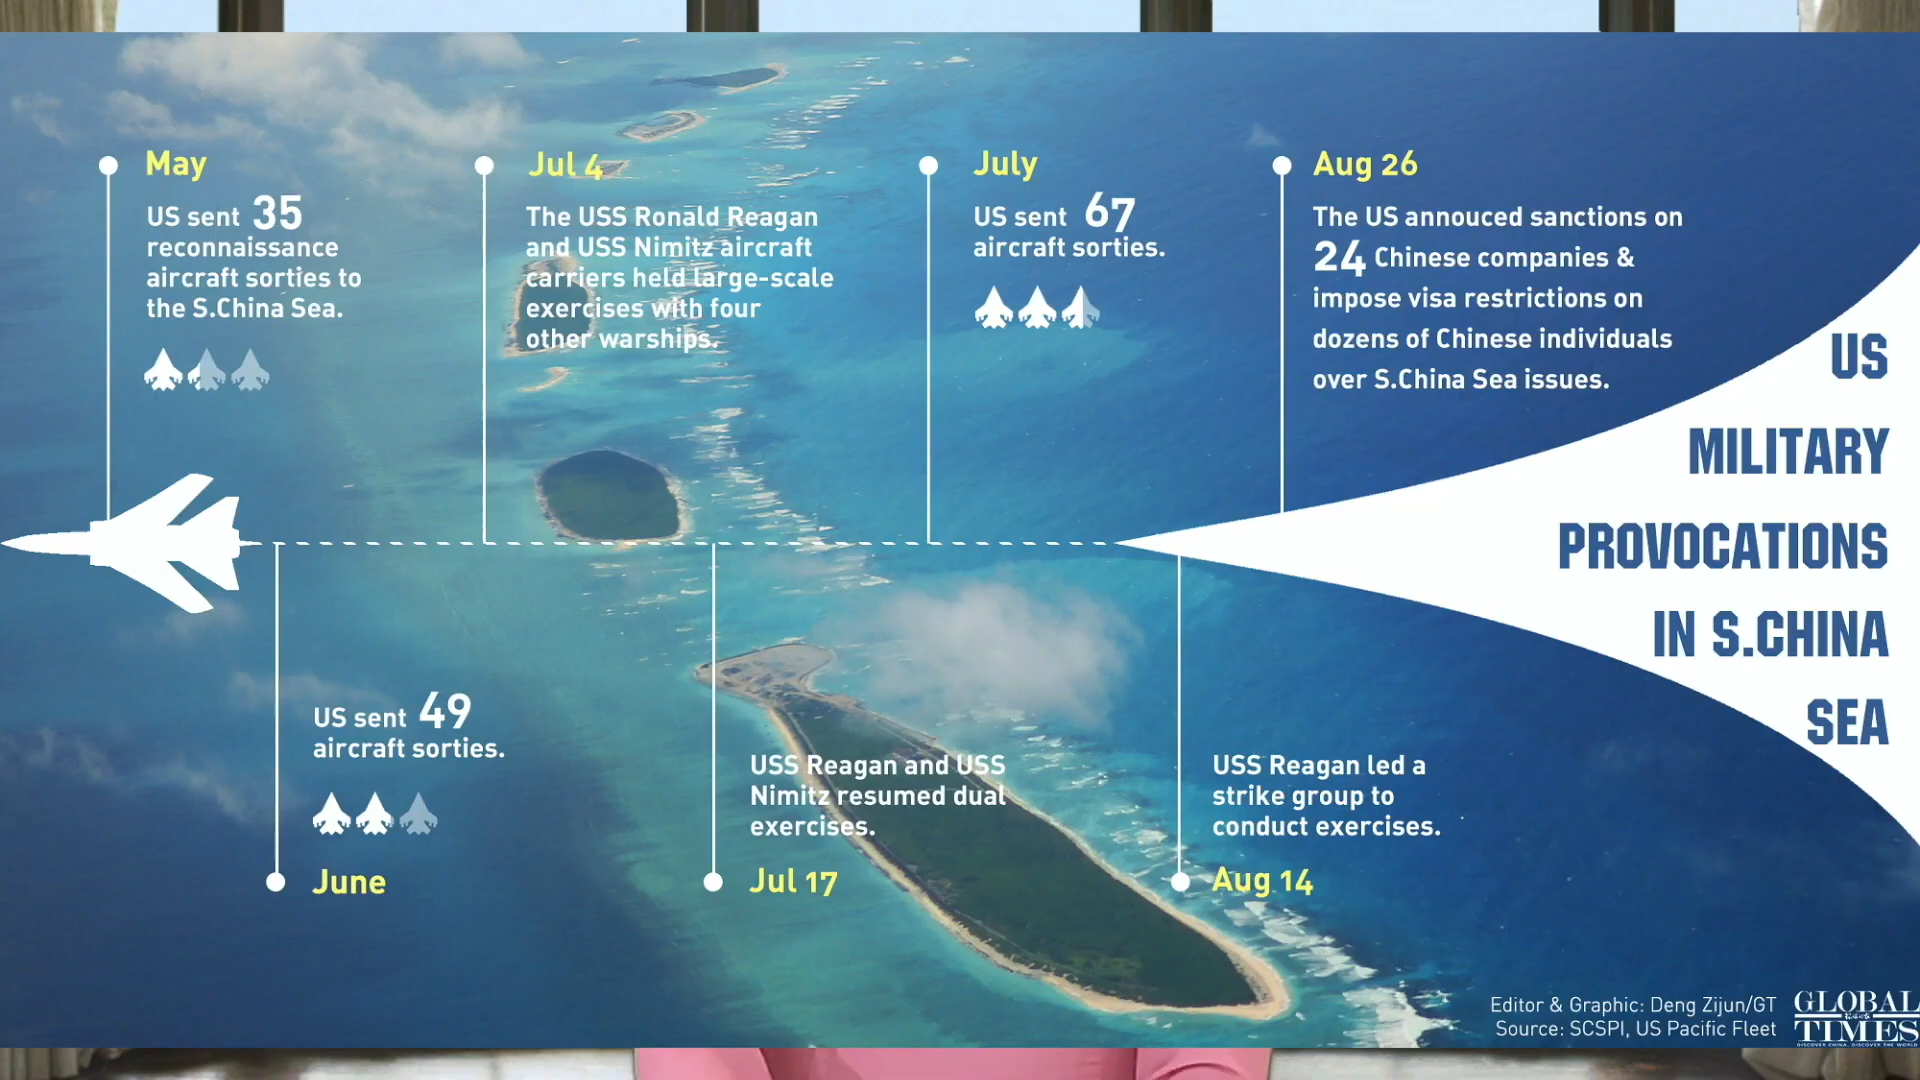 May
US sent 35
reconnaissance
aircraft sorties to
the S.China Sea.
US sent 49
aircraft sorties.
June
Jul 4
The USS Ronald Reagan
and USS Nimitz aircraft
carriers held large-scale
exercises with four
other warships.
USS Reagan and USS
Nimitz resumed dual
exercises.
Jul 17
July
US sent 67
aircraft sorties.
USS Reagan led a
strike group to
conduct exercises.
Aug 14
Aug 26
The US annouced sanctions on
24 Chinese companies &
impose visa restrictions on
dozens of Chinese individuals
over S.China Sea issues.
US
MILITARY
PROVOCATIONS
IN S.CHINA
SEA
Editor & Graphic: Deng Zijun/GT
Source: SCSPI, US Pacific Fleet
GLOBAL
TIMES
DISCOVER CHINA, DISCOVER THE WORLD